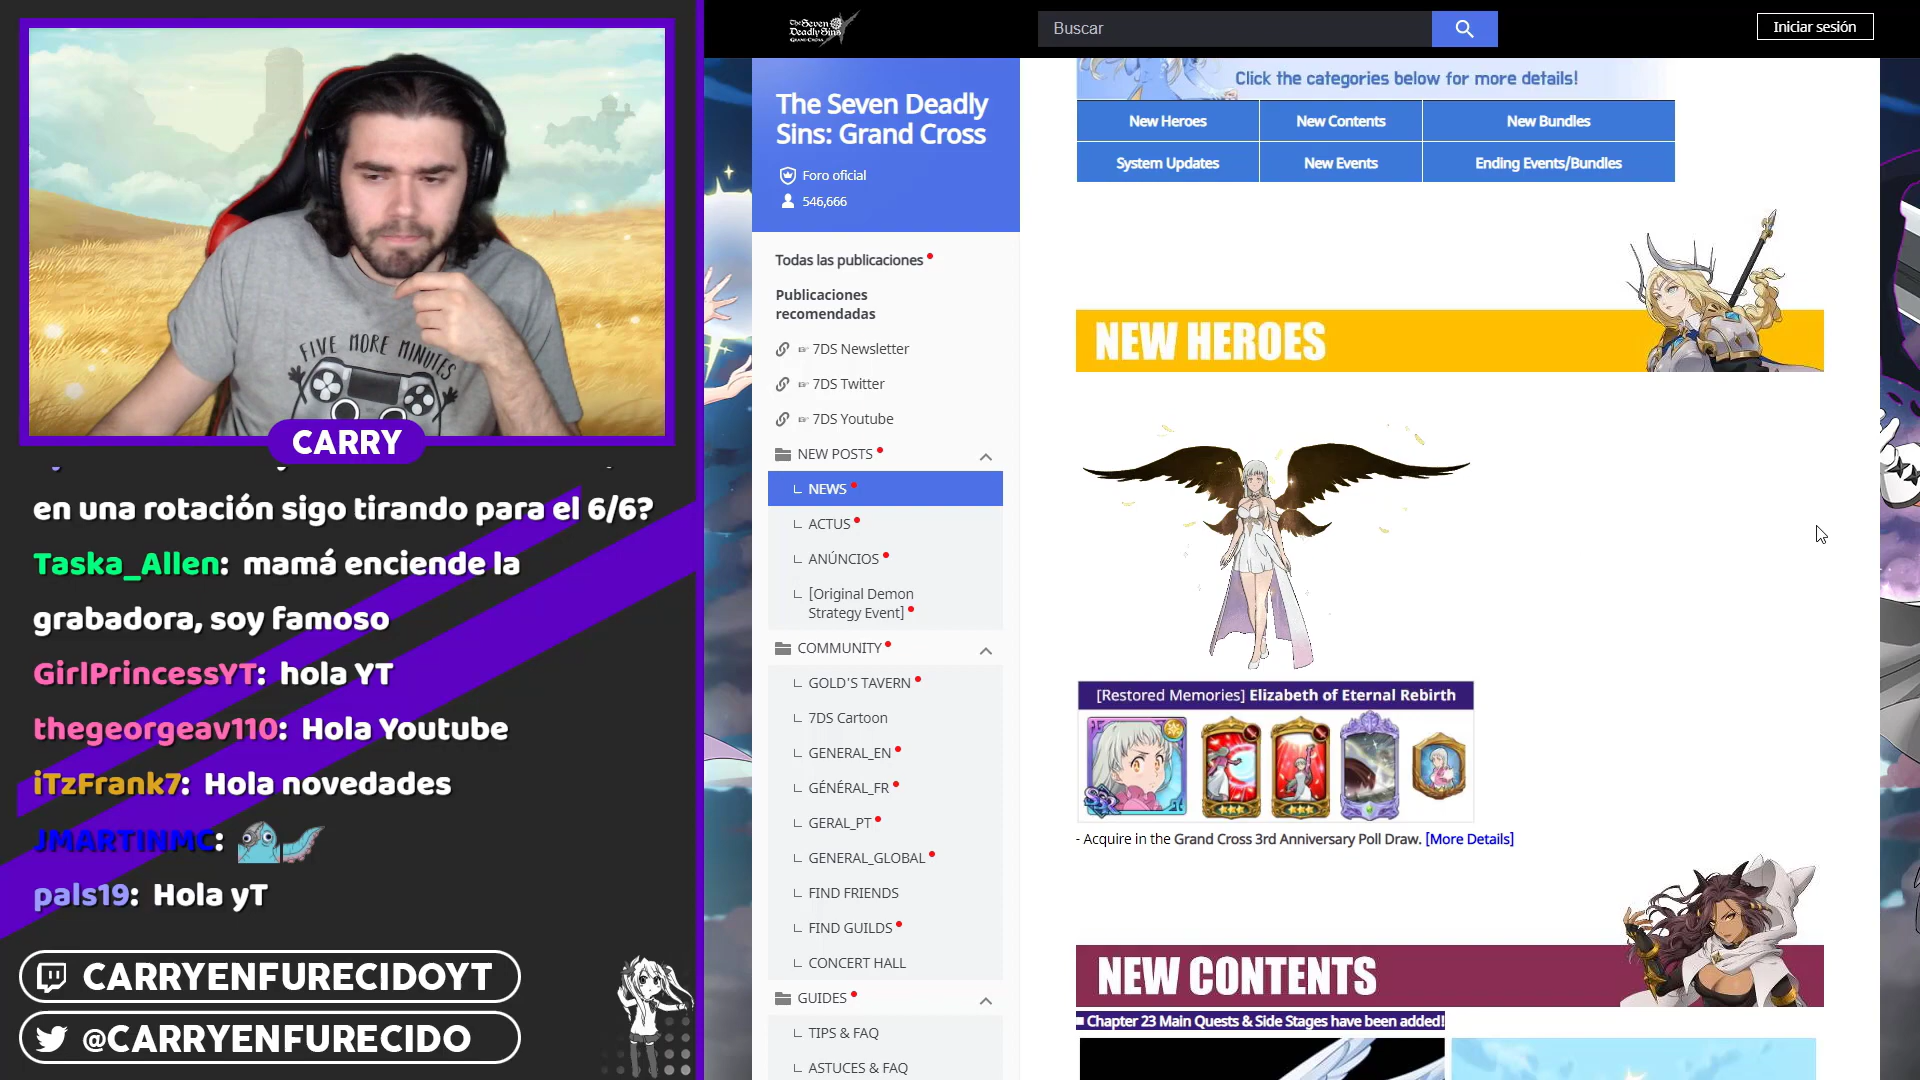 FIVE MORE MINUTES
CARRY
en una rotación sigo tirando para el 6/6?
Taska_Allen: mamá enciende la
grabadora, soy famoso
GirlPrincessYT: hola YT
thegeorgeav110: Hola Youtube
iTzFrank7: Hola novedades
JMARTINMC:
pals19: Hola yT
CARRYENFURECIDOYT
@CARRYENFURECIDO
The Seven
Deadly Sins
GRAND CROSS
Buscar
Iniciar sesión
The Seven Deadly
Sins: Grand Cross
Foro oficial
546,666
Todas las publicaciones
Publicaciones
recomendadas
☞ 7DS Newsletter
☞ 7DS Twitter
☞ 7DS Youtube
NEW POSTS
NEWS
ACTUS
ANÚNCIOS
[Original Demon
Strategy Event]
COMMUNITY
GOLD'S TAVERN
7DS Cartoon
GENERAL_EN
GÉNÉRAL_FR
GERAL_PT
GENERAL_GLOBAL
FIND FRIENDS
FIND GUILDS
CONCERT HALL
GUIDES
TIPS & FAQ
ASTUCES & FAQ
Click the categories below for more details!
New Heroes
New Contents
New Bundles
System Updates
New Events
Ending Events/Bundles
NEW HEROES
[Restored Memories] Elizabeth of Eternal Rebirth
- Acquire in the Grand Cross 3rd Anniversary Poll Draw. [More Details]
NEW CONTENTS
■ Chapter 23 Main Quests & Side Stages have been added!